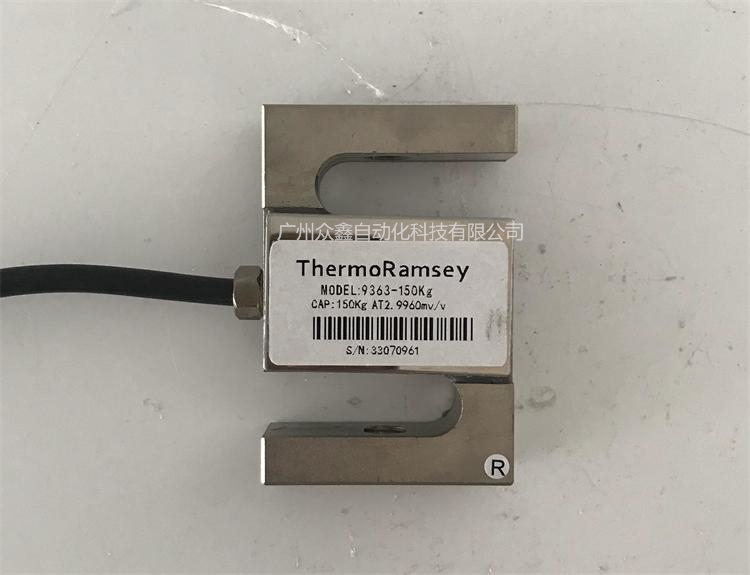 广州众鑫自动化科技有限公司
ThermoRamsey
MODEL:9363-150Kg
CAP:150Kg AT2.9960mv/v
S/N:33070961
R